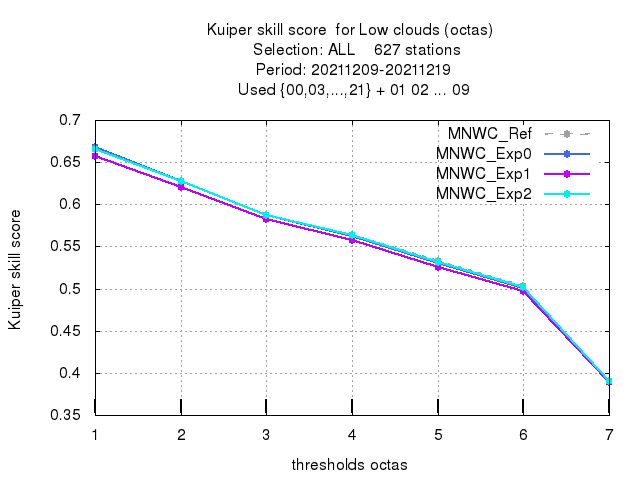 Kuiper skill score  for Low clouds (octas)
Selection: ALL    627 stations
Period: 20211209-20211219
Used {00,03,...,21} + 01 02 ... 09
MNWC_Ref
MNWC_Exp0
MNWC_Exp1
MNWC_Exp2
Kuiper skill score
0.7
0.65
0.6
0.55
0.5
0.45
0.4
0.35
1 2 3 4 5 6 7
thresholds octas